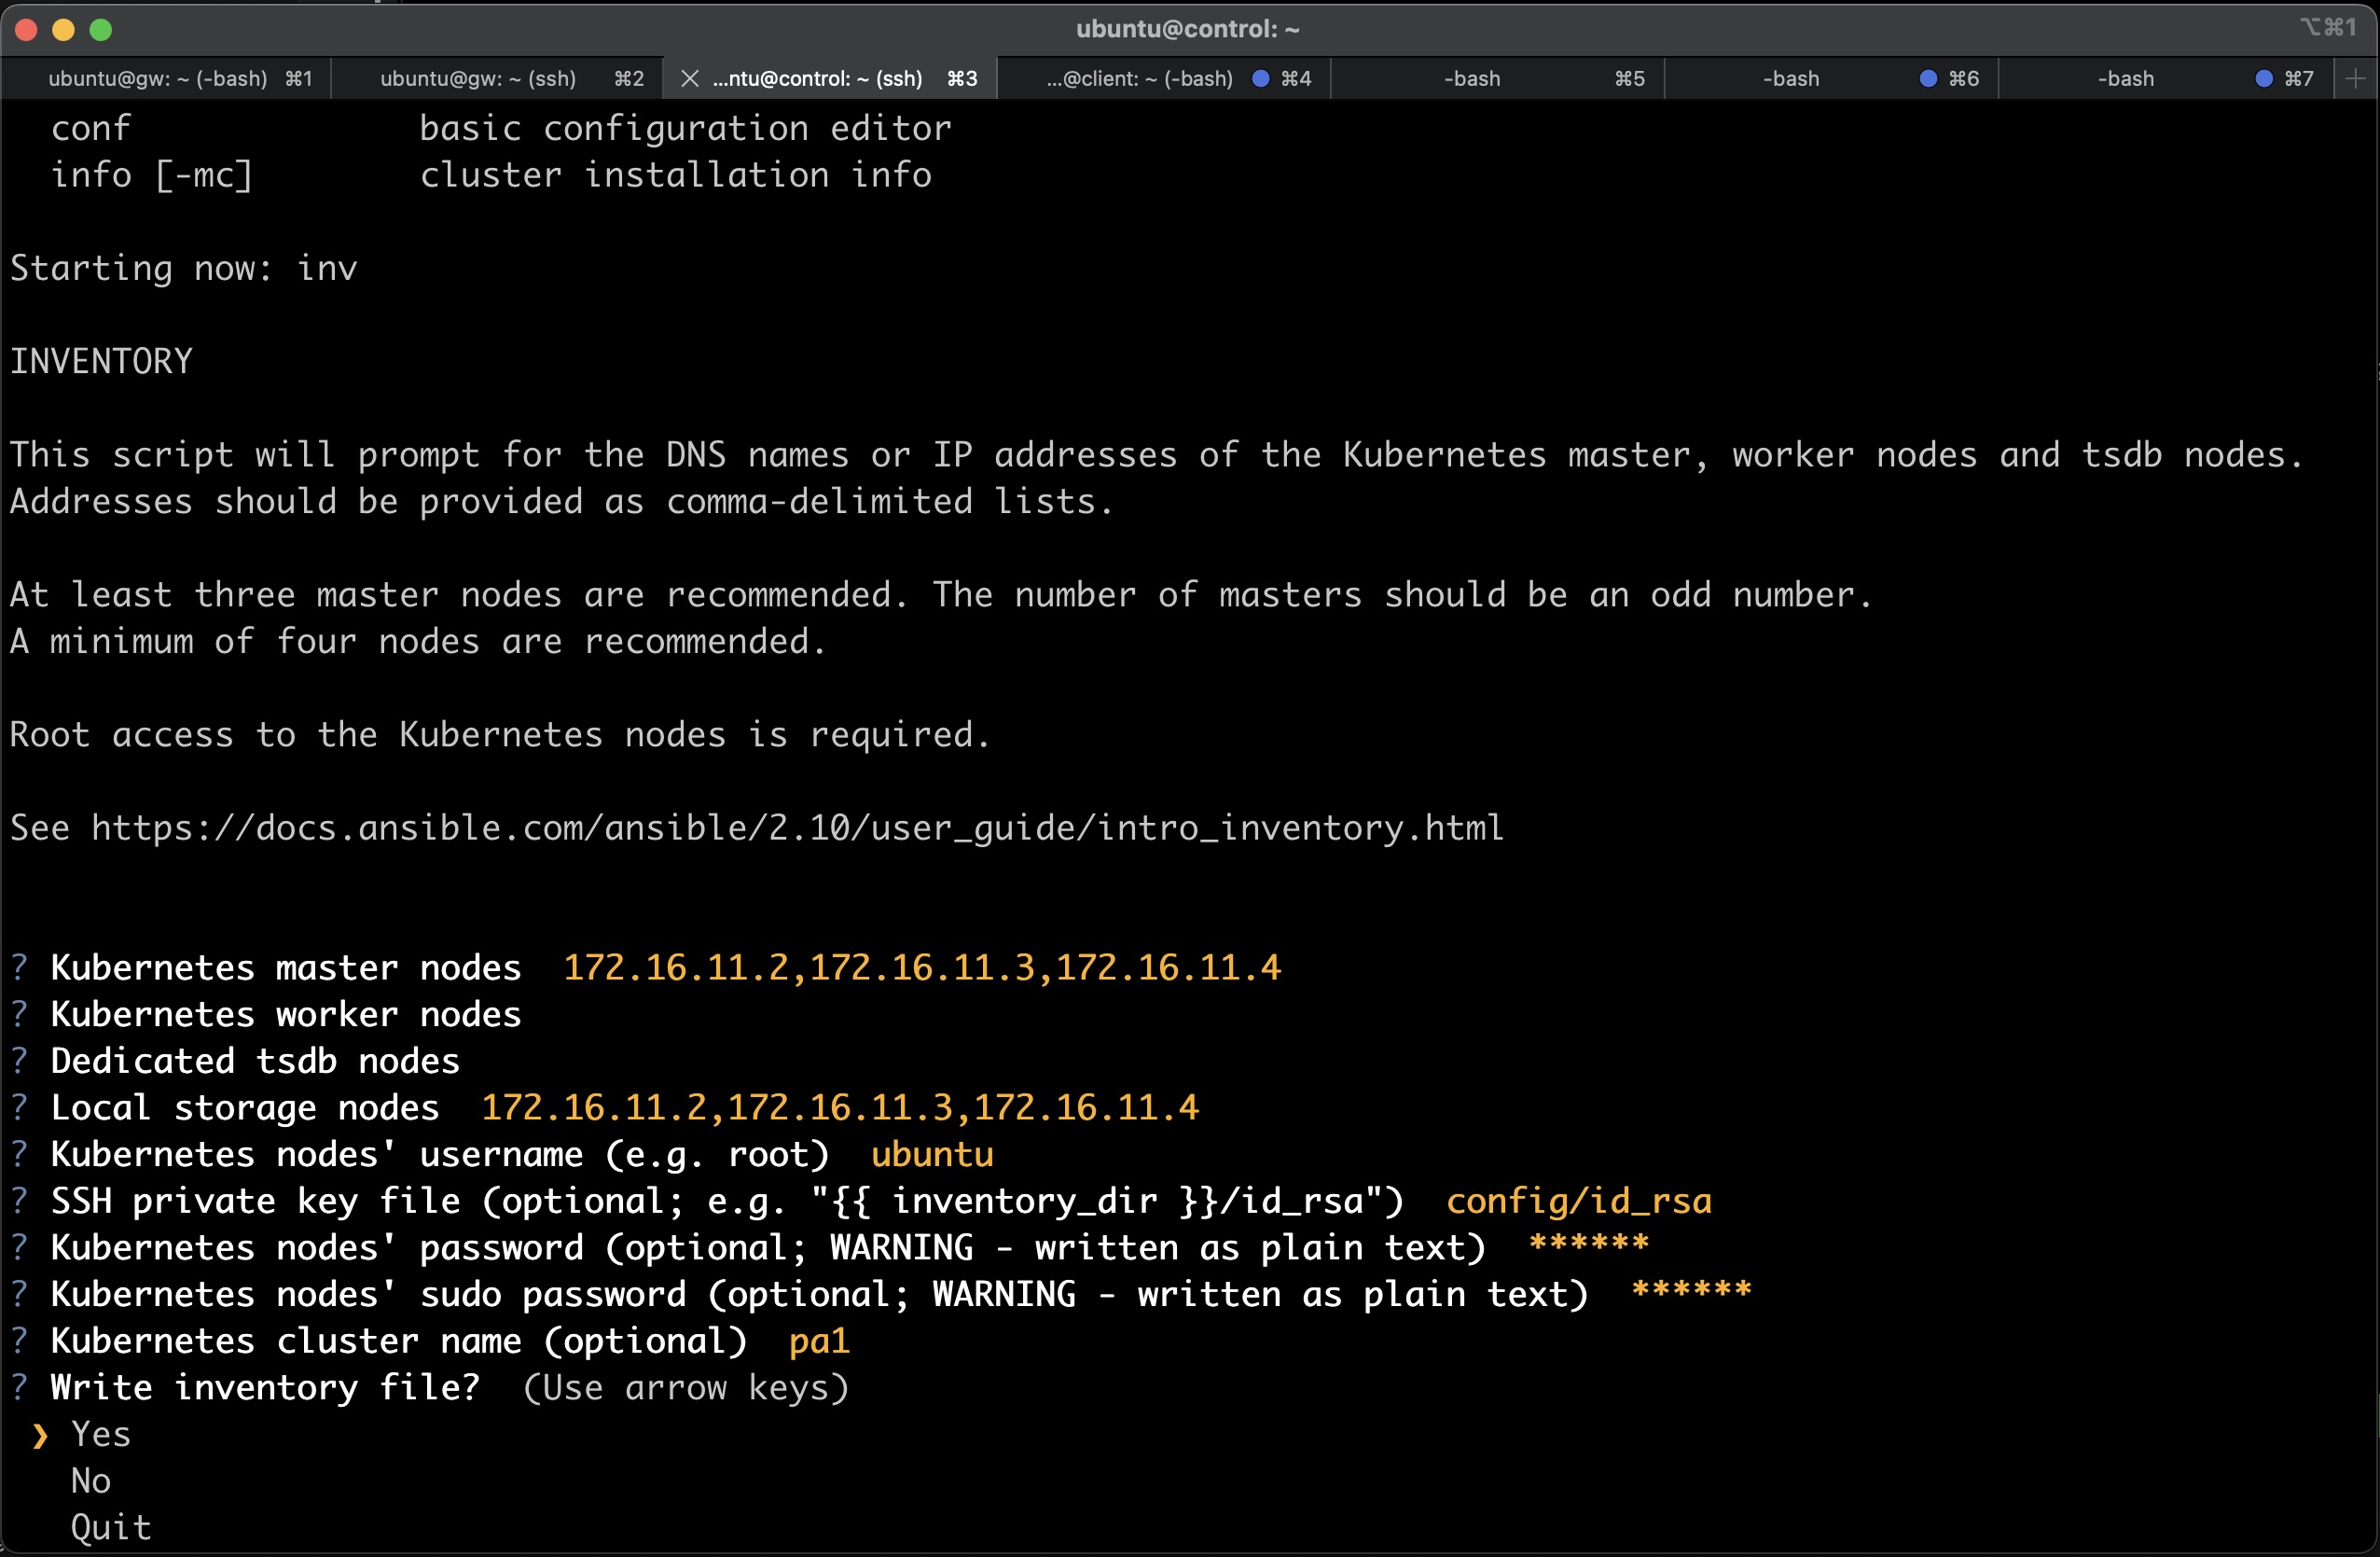 ubuntu@control: ~
⌥⌘1
ubuntu@gw: ~ (-bash) ⌘1
ubuntu@gw: ~ (ssh) ⌘2
...ntu@control: ~ (ssh) ⌘3
...@client: ~ (-bash) ⌘4
-bash ⌘5
-bash ⌘6
-bash ⌘7
conf basic configuration editor
info [-mc] cluster installation info
Starting now: inv
INVENTORY
This script will prompt for the DNS names or IP addresses of the Kubernetes master, worker nodes and tsdb nodes.
Addresses should be provided as comma-delimited lists.
At least three master nodes are recommended. The number of masters should be an odd number.
A minimum of four nodes are recommended.
Root access to the Kubernetes nodes is required.
See https://docs.ansible.com/ansible/2.10/user_guide/intro_inventory.html
? Kubernetes master nodes 172.16.11.2,172.16.11.3,172.16.11.4
? Kubernetes worker nodes
? Dedicated tsdb nodes
? Local storage nodes 172.16.11.2,172.16.11.3,172.16.11.4
? Kubernetes nodes' username (e.g. root) ubuntu
? SSH private key file (optional; e.g. "{{ inventory_dir }}/id_rsa") config/id_rsa
? Kubernetes nodes' password (optional; WARNING - written as plain text) ******
? Kubernetes nodes' sudo password (optional; WARNING - written as plain text) ******
? Kubernetes cluster name (optional) pa1
? Write inventory file? (Use arrow keys)
❯ Yes
No
Quit